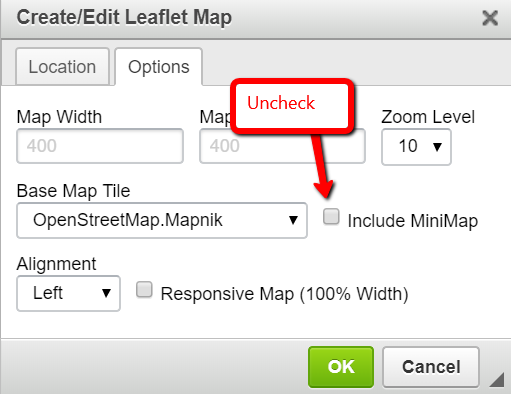 Create/Edit Leaflet Map
Location
Options
Uncheck
Map Width
Map
Zoom Level
400
400
10
Base Map Tile
OpenStreetMap.Mapnik
Include MiniMap
Alignment
Left
Responsive Map (100% Width)
OK
Cancel